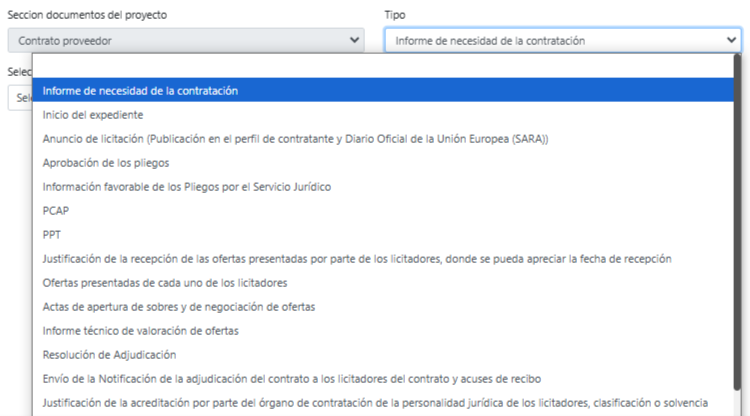 Seccion documentos del proyecto
Tipo
Contrato proveedor
Informe de necesidad de la contratación
Informe de necesidad de la contratación
Inicio del expediente
Anuncio de licitación (Publicación en el perfil de contratante y Diario Oficial de la Unión Europea (SARA))
Aprobación de los pliegos
Información favorable de los Pliegos por el Servicio Jurídico
PCAP
PPT
Justificación de la recepción de las ofertas presentadas por parte de los licitadores, donde se pueda apreciar la fecha de recepción
Ofertas presentadas de cada uno de los licitadores
Actas de apertura de sobres y de negociación de ofertas
Informe técnico de valoración de ofertas
Resolución de Adjudicación
Envío de la Notificación de la adjudicación del contrato a los licitadores del contrato y acuses de recibo
Justificación de la acreditación por parte del órgano de contratación de la personalidad jurídica de los licitadores, clasificación o solvencia